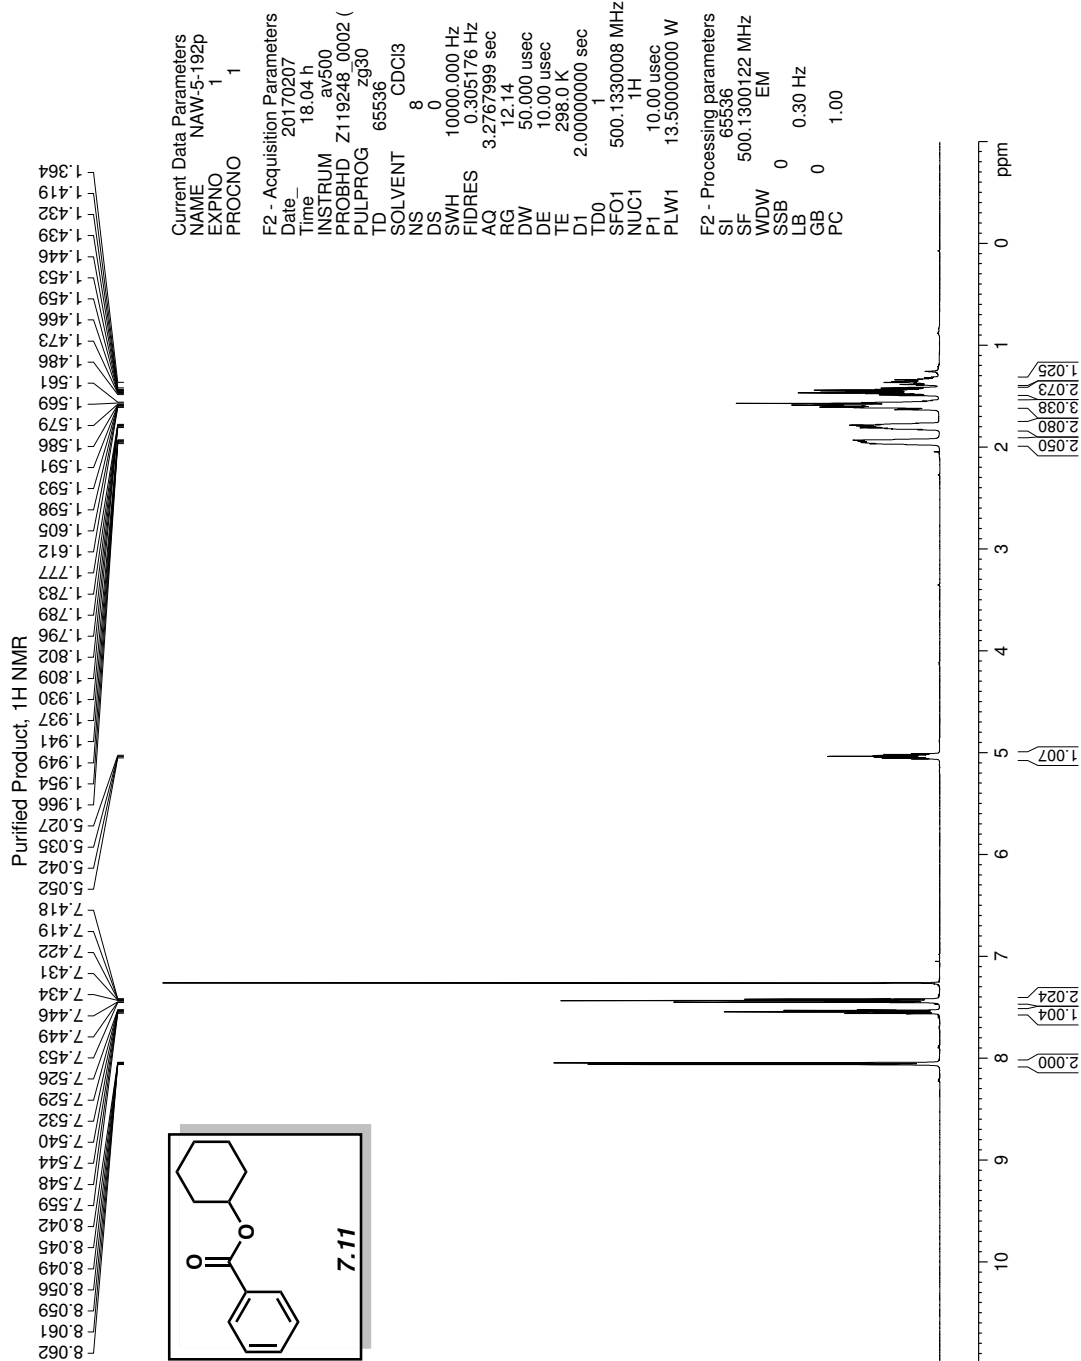 Purified Product, 1H NMR
8.062
8.061
8.059
8.056
8.049
8.045
8.042
7.559
7.548
7.544
7.540
7.532
7.529
7.526
7.453
7.449
7.446
7.434
7.431
7.422
7.419
7.418
5.052
5.042
5.035
5.027
1.966
1.954
1.949
1.941
1.937
1.930
1.809
1.802
1.796
1.789
1.783
1.777
1.612
1.605
1.598
1.593
1.591
1.586
1.579
1.569
1.561
1.486
1.473
1.466
1.459
1.453
1.446
1.439
1.432
1.419
1.364
O
O
7.11
Current Data Parameters
NAME NAW-5-192p
EXPNO 1
PROCNO 1
F2 - Acquisition Parameters
Date_ 20170207
Time 18.04 h
INSTRUM av500
PROBHD Z119248_0002 (
PULPROG zg30
TD 65536
SOLVENT CDCl3
NS 8
DS 0
SWH 10000.000 Hz
FIDRES 0.305176 Hz
AQ 3.2767999 sec
RG 12.14
DW 50.000 usec
DE 10.00 usec
TE 298.0 K
D1 2.00000000 sec
TD0 1
SFO1 500.1330008 MHz
NUC1 1H
P1 10.00 usec
PLW1 13.50000000 W
F2 - Processing parameters
SI 65536
SF 500.1300122 MHz
WDW EM
SSB 0
LB 0.30 Hz
GB 0
PC 1.00
10 9 8 7 6 5 4 3 2 1 0 ppm
2.000
1.004
2.024
1.007
2.050
2.080
3.038
2.073
1.025